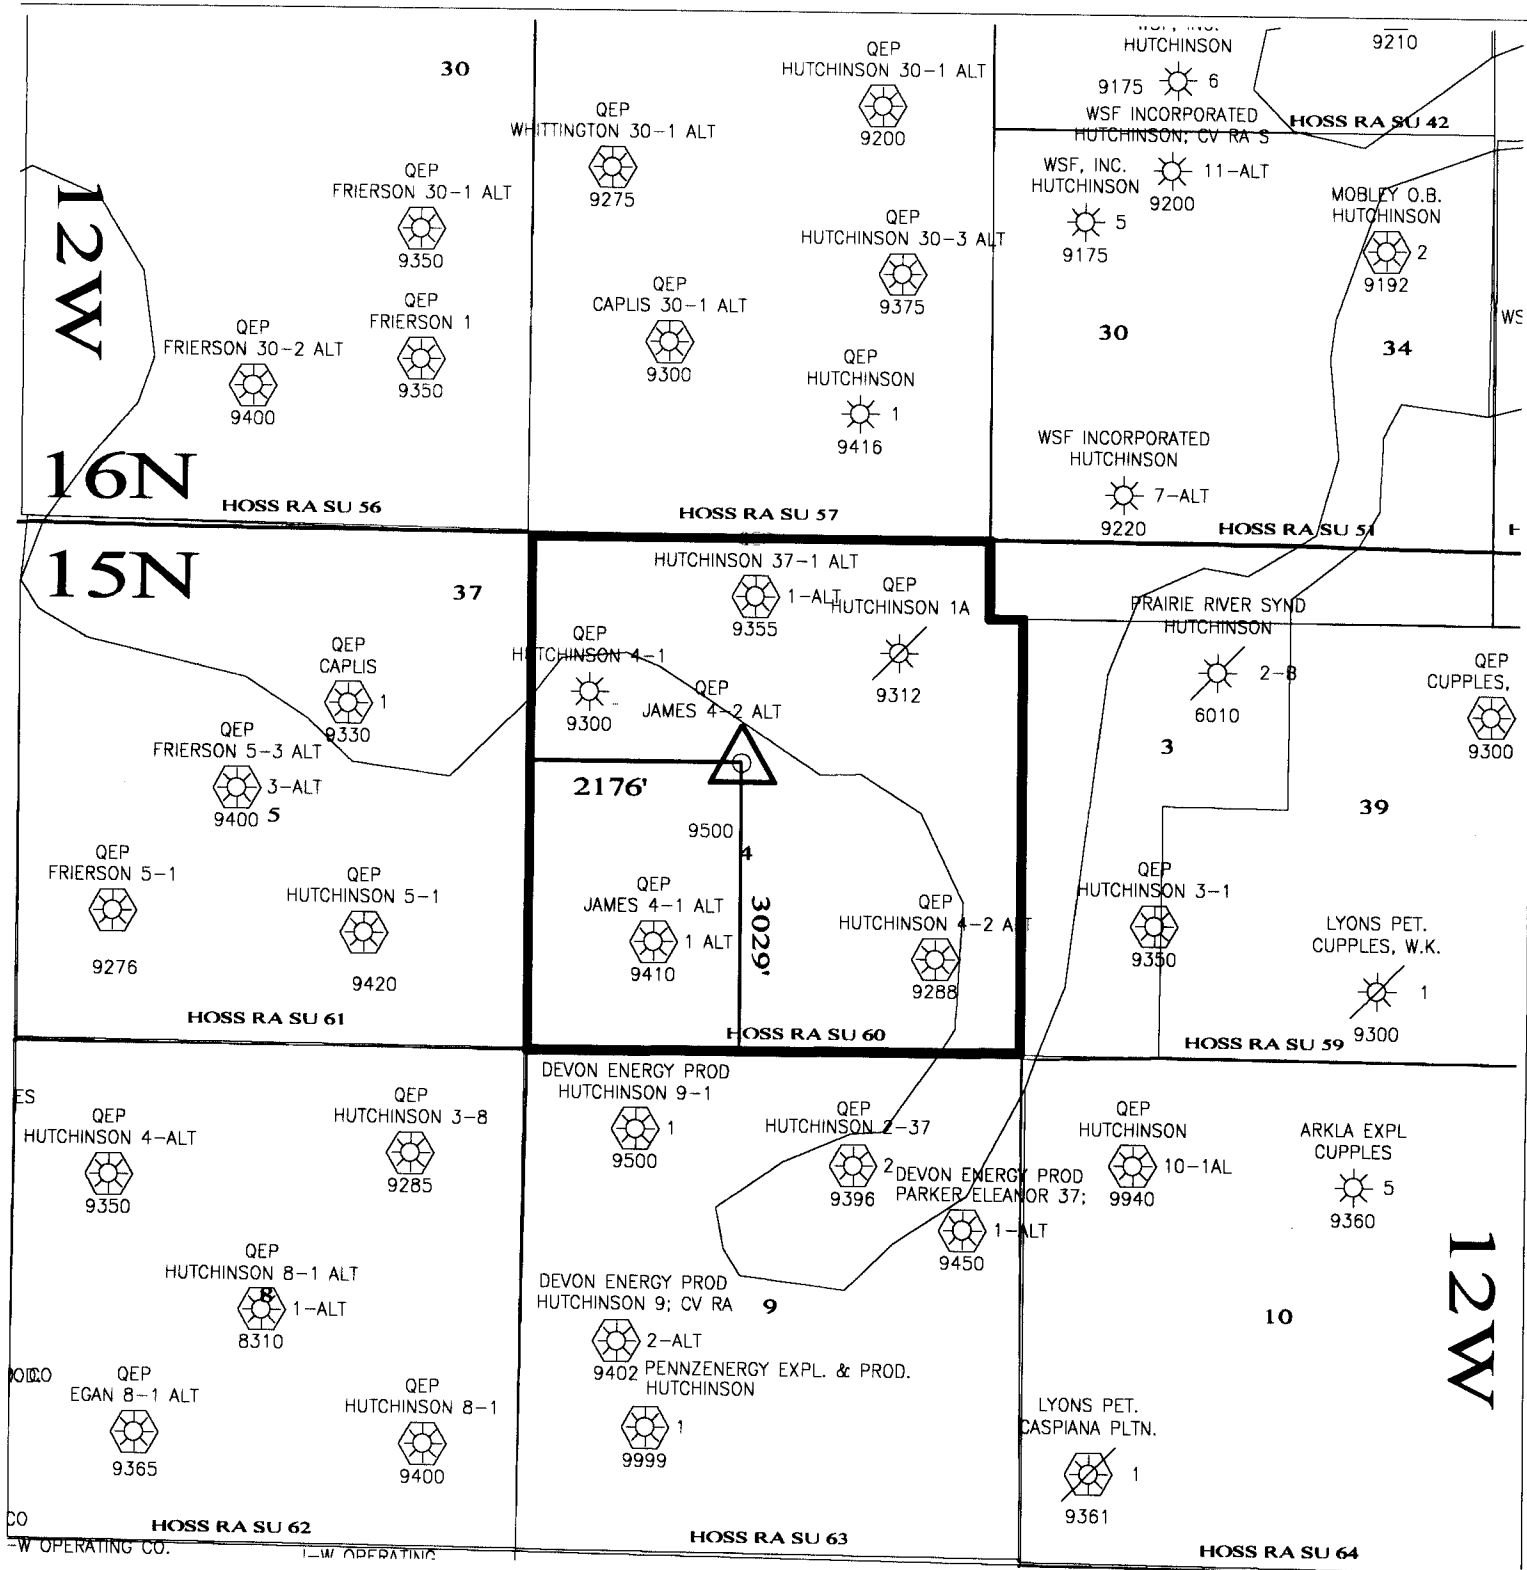 30
QEP
FRIERSON 30-1 ALT
9350
QEP
FRIERSON 1
9350
QEP
FRIERSON 30-2 ALT
9400
12W
16N
HOSS RA SU 56
QEP
WHITTINGTON 30-1 ALT
9275
QEP
HUTCHINSON 30-1 ALT
9200
QEP
HUTCHINSON 30-3 ALT
9375
QEP
CAPLIS 30-1 ALT
9300
QEP
HUTCHINSON
1
9416
HOSS RA SU 57
HUTCHINSON
9175 6
9210
HOSS RA SU 42
WSF INCORPORATED
HUTCHINSON; CV RA S
11-ALT
9200
WSF, INC.
HUTCHINSON
5
9175
MOBLEY O.B.
HUTCHINSON
2
9192
WS
30
34
WSF INCORPORATED
HUTCHINSON
7-ALT
9220
HOSS RA SU 51
H
15N
37
QEP
CAPLIS
1
9330
QEP
FRIERSON 5-3 ALT
3-ALT
9400 5
QEP
FRIERSON 5-1
9276
QEP
HUTCHINSON 5-1
9420
HOSS RA SU 61
QEP
HUTCHINSON 37-1 ALT
1-ALT
9355
QEP
HUTCHINSON 1A
9312
QEP
HUTCHINSON 4-1
9300
QEP
JAMES 4-2 ALT
2176'
9500
4
3029'
QEP
JAMES 4-1 ALT
1 ALT
9410
QEP
HUTCHINSON 4-2 ALT
9288
HOSS RA SU 60
PRAIRIE RIVER SYND
HUTCHINSON
2-B
6010
QEP
CUPPLES,
9300
3
39
QEP
HUTCHINSON 3-1
9350
LYONS PET.
CUPPLES, W.K.
1
9300
HOSS RA SU 59
ES
QEP
HUTCHINSON 4-ALT
9350
QEP
HUTCHINSON 3-8
9285
QEP
HUTCHINSON 8-1 ALT
8
1-ALT
8310
QEP
EGAN 8-1 ALT
9365
QEP
HUTCHINSON 8-1
9400
CO
HOSS RA SU 62
-W OPERATING CO.
OPERATING
DEVON ENERGY PROD
HUTCHINSON 9-1
1
9500
QEP
HUTCHINSON 2-37
2
9396
DEVON ENERGY PROD
PARKER ELEANOR 37;
1-ALT
9450
DEVON ENERGY PROD
HUTCHINSON 9; CV RA
9
2-ALT
9402
PENNZENERGY EXPL. & PROD.
HUTCHINSON
1
9999
HOSS RA SU 63
QEP
HUTCHINSON
10-1AL
9940
ARKLA EXPL
CUPPLES
5
9360
10
12W
LYONS PET.
CASPIANA PLTN.
1
9361
HOSS RA SU 64